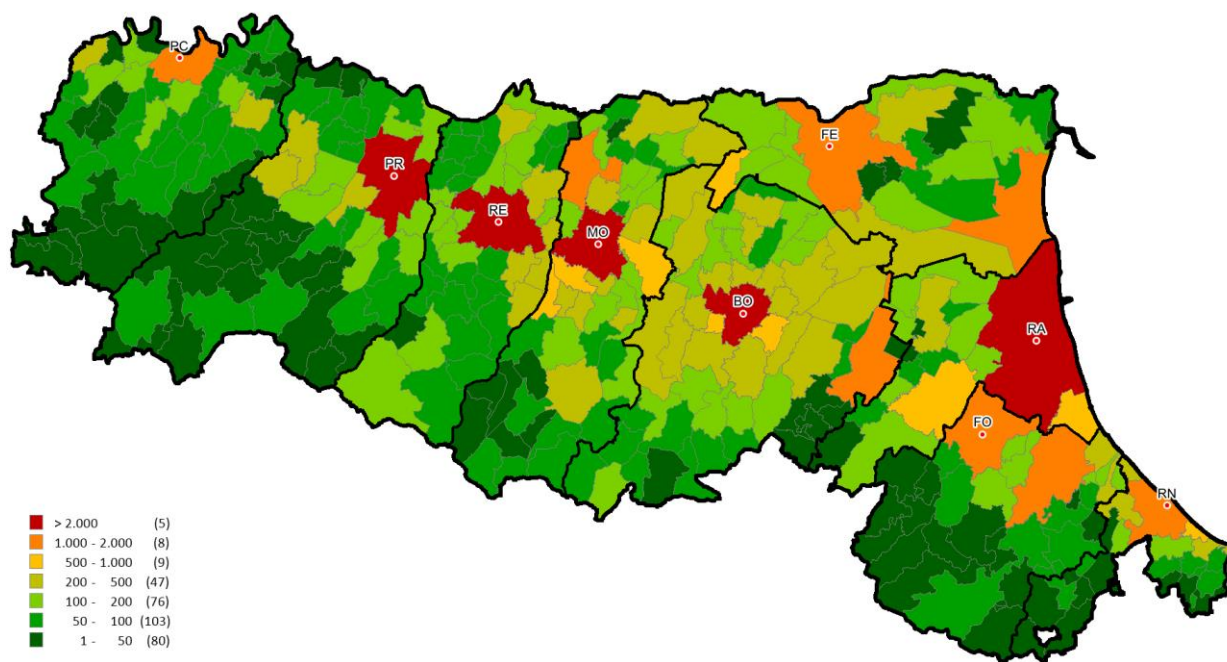 PC
FE
PR
RE
MO
BO
RA
FO
RN
> 2.000 (5)
1.000 - 2.000 (8)
500 - 1.000 (9)
200 - 500 (47)
100 - 200 (76)
50 - 100 (103)
1 - 50 (80)